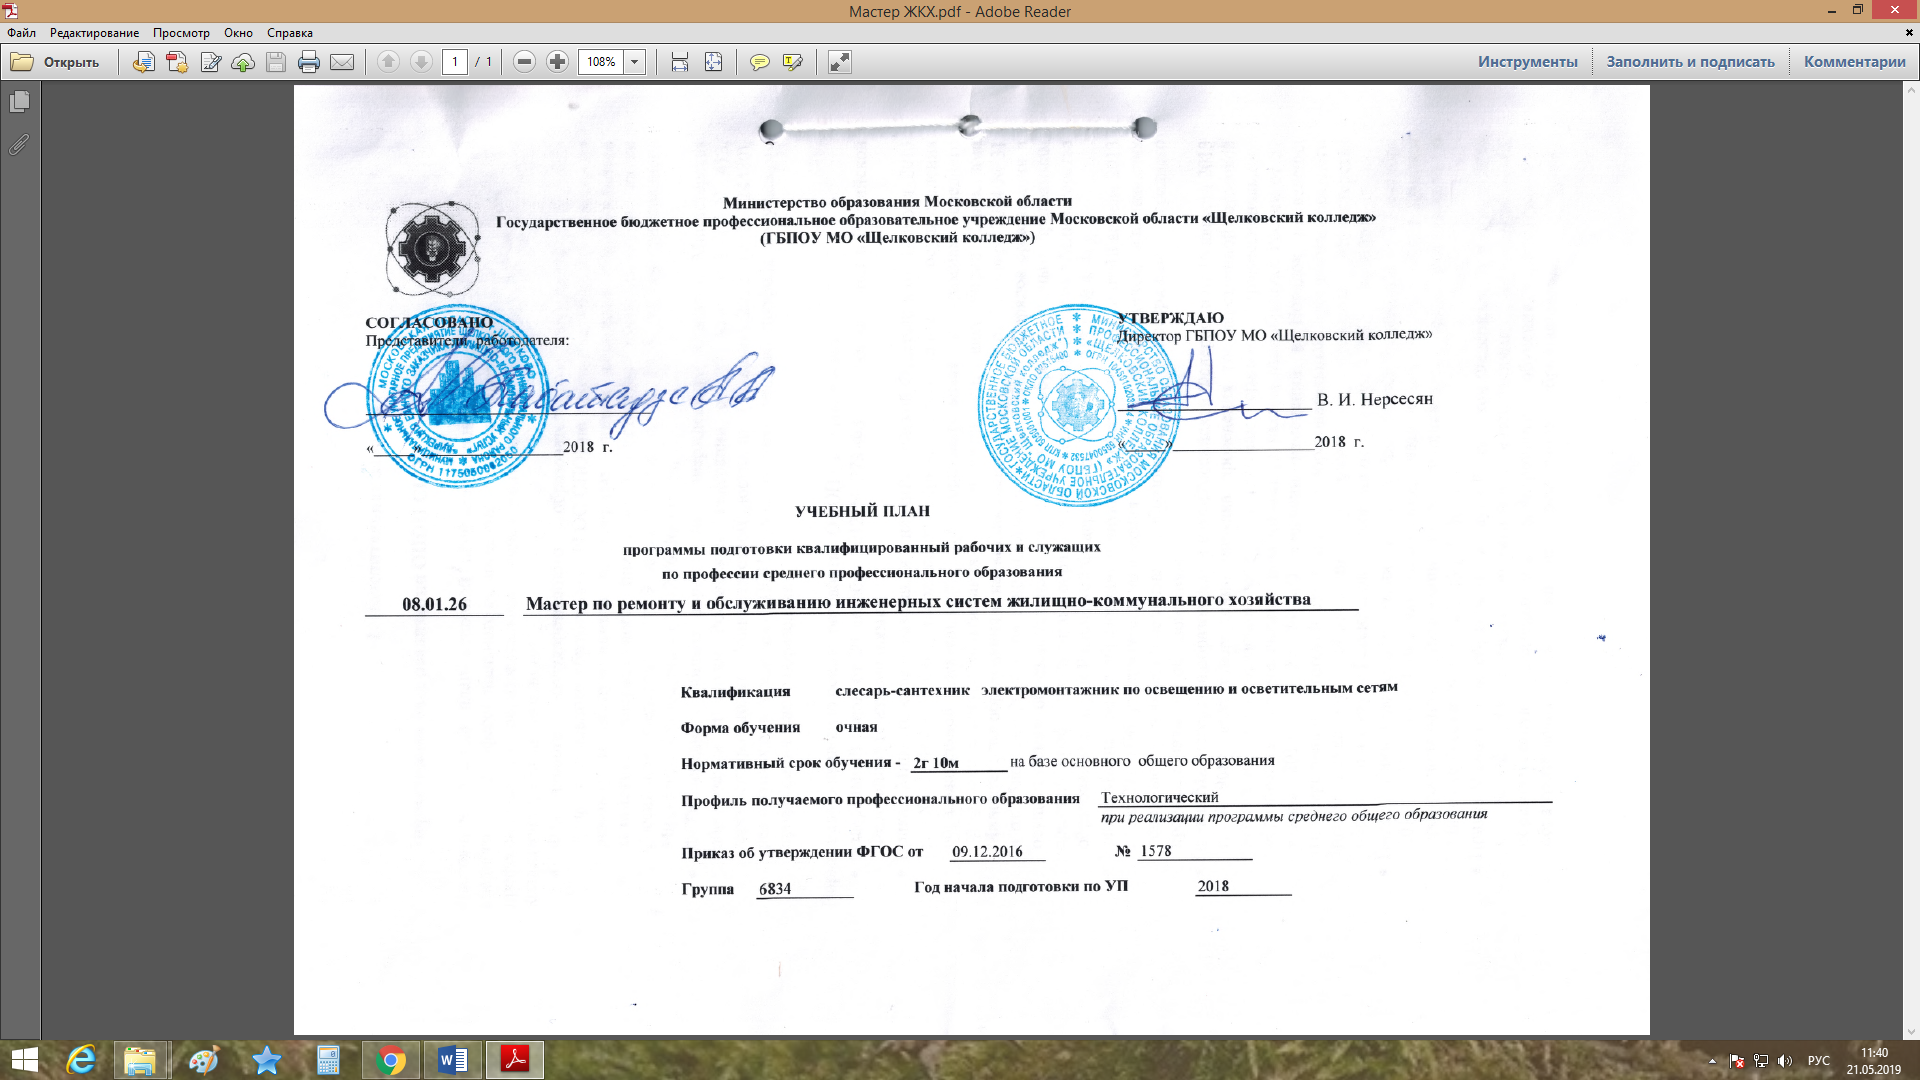 Мастер ЖКХ.pdf - Adobe Reader
Файл Редактирование Просмотр Окно Справка
Открыть 1 / 1 108% Инструменты Заполнить и подписать Комментарии
Министерство образования Московской области
Государственное бюджетное профессиональное образовательное учреждение Московской области «Щелковский колледж»
(ГБПОУ МО «Щелковский колледж»)
СОГЛАСОВАНО
Представители работодателя:
«____ 2018 г.
ОГРН 1175050002050
УТВЕРЖДАЮ
Директор ГБПОУ МО «Щелковский колледж»
В. И. Нерсесян
«____»____ 2018 г.
УЧЕБНЫЙ ПЛАН
программы подготовки квалифицированный рабочих и служащих
по профессии среднего профессионального образования
08.01.26 Мастер по ремонту и обслуживанию инженерных систем жилищно-коммунального хозяйства
Квалификация слесарь-сантехник электромонтажник по освещению и осветительным сетям
Форма обучения очная
Нормативный срок обучения - 2г 10м на базе основного общего образования
Профиль получаемого профессионального образования Технологический
при реализации программы среднего общего образования
Приказ об утверждении ФГОС от 09.12.2016 № 1578
Группа 6834 Год начала подготовки по УП 2018
РУС
11:40
21.05.2019